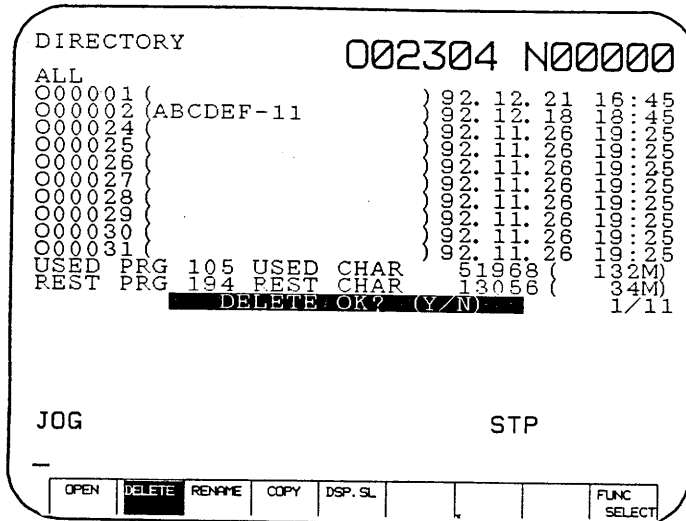 DIRECTORY
O02304 N00000
ALL
O00001 ( ) 92. 12. 21 16:45
O00002 (ABCDEF-11 ) 92. 12. 18 18:45
O00024 ( ) 92. 11. 26 19:25
O00025 ( ) 92. 11. 26 19:25
O00026 ( ) 92. 11. 26 19:25
O00027 ( ) 92. 11. 26 19:25
O00028 ( ) 92. 11. 26 19:25
O00029 ( ) 92. 11. 26 19:25
O00030 ( ) 92. 11. 26 19:25
O00031 ( ) 92. 11. 26 19:25
USED PRG 105 USED CHAR 51968 ( 132M)
REST PRG 194 REST CHAR 13056 ( 34M)
DELETE OK? (Y/N) 1/11
JOG STP
OPEN DELETE RENAME COPY DSP. SL FUNC SELECT